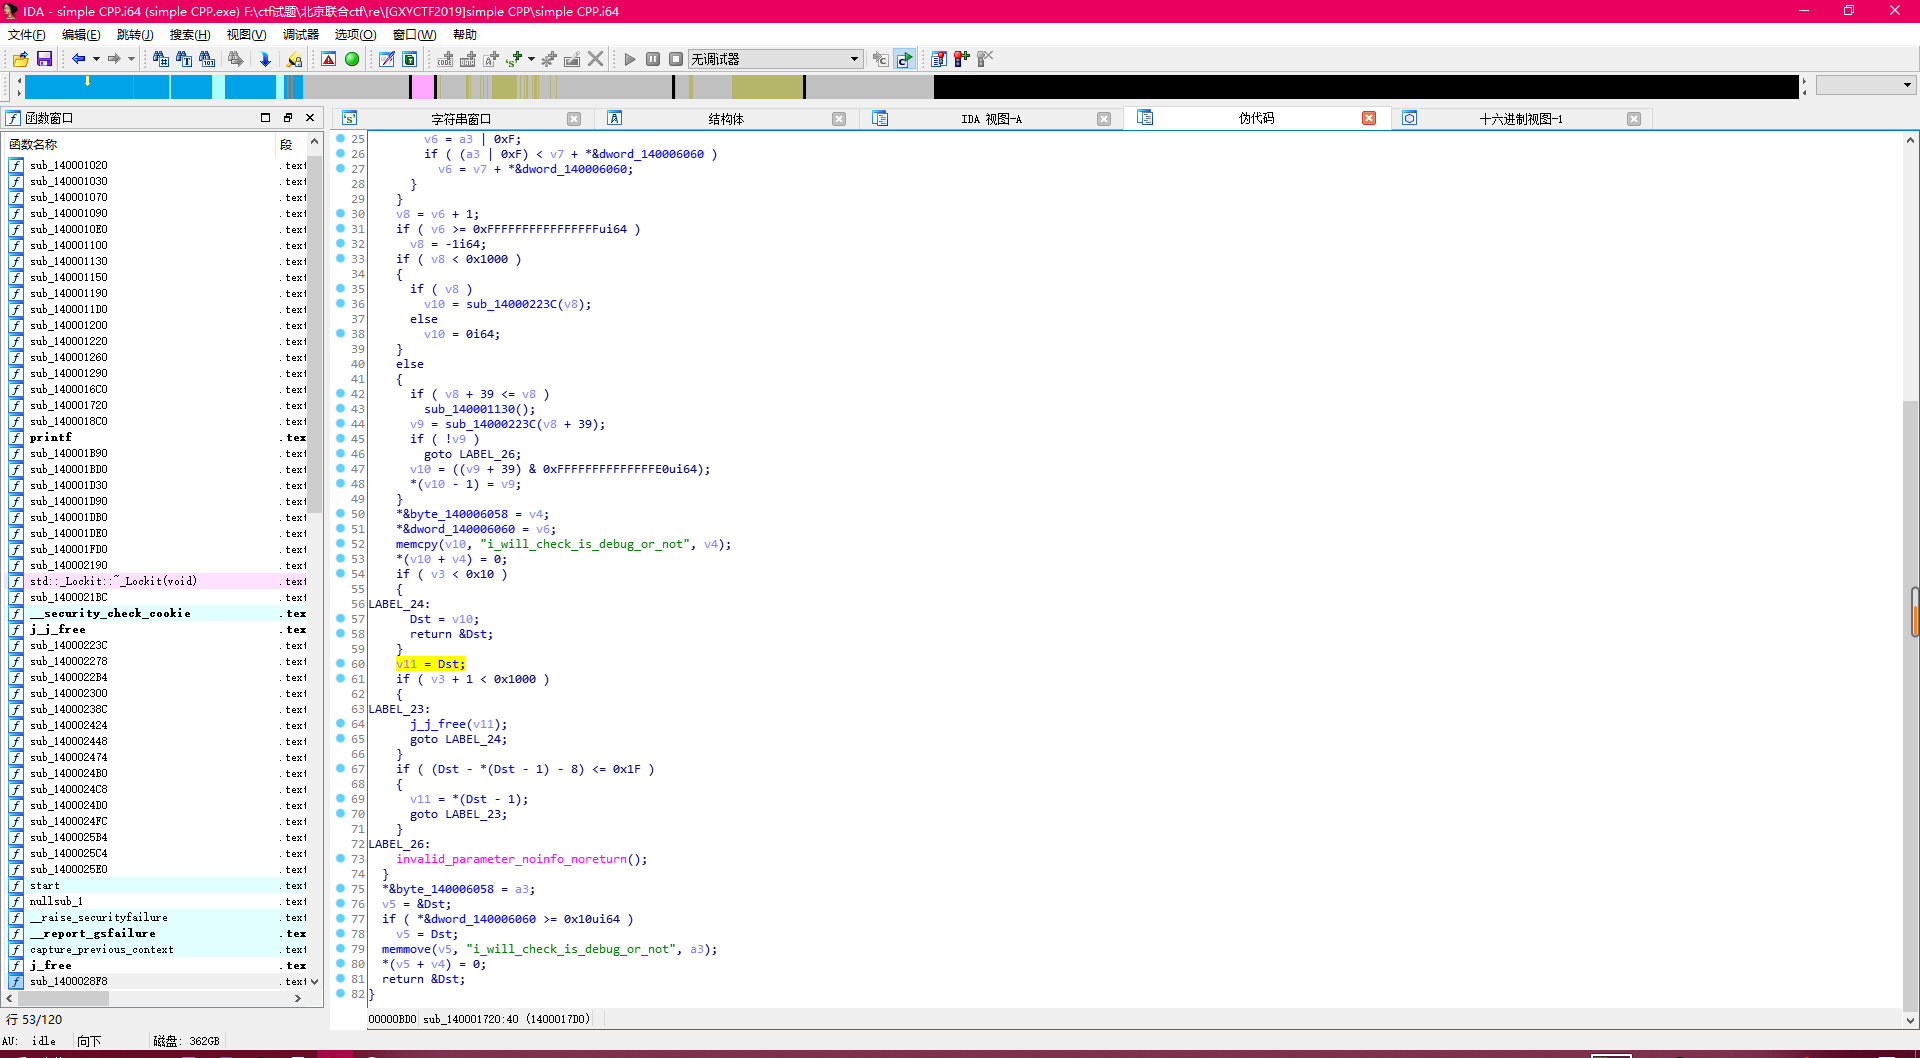 IDA - simple CPP.i64 (simple CPP.exe) F:\ctf试题\北京联合ctf\re\[GXYCTF2019]simple CPP\simple CPP.i64
文件(F) 编辑(E) 跳转(J) 搜索(H) 视图(V) 调试器 选项(O) 窗口(W) 帮助
无调试器
函数窗口
字符串窗口 结构体 IDA 视图-A 伪代码 十六进制视图-1
函数名称 段
sub_140001020 .text
sub_140001030 .text
sub_140001070 .text
sub_140001090 .text
sub_1400010E0 .text
sub_140001100 .text
sub_140001130 .text
sub_140001150 .text
sub_140001190 .text
sub_1400011D0 .text
sub_140001200 .text
sub_140001220 .text
sub_140001260 .text
sub_140001290 .text
sub_1400016C0 .text
sub_140001720 .text
sub_1400018C0 .text
printf .tex
sub_140001B90 .text
sub_140001BD0 .text
sub_140001D30 .text
sub_140001D90 .text
sub_140001DB0 .text
sub_140001DE0 .text
sub_140001FD0 .text
sub_140002190 .text
std::_Lockit::~_Lockit(void) .text
sub_1400021BC .text
__security_check_cookie .tex
j_j_free .tex
sub_14000223C .text
sub_140002278 .text
sub_1400022B4 .text
sub_140002300 .text
sub_14000238C .text
sub_140002424 .text
sub_140002448 .text
sub_140002474 .text
sub_1400024B0 .text
sub_1400024C8 .text
sub_1400024D0 .text
sub_1400024FC .text
sub_1400025B4 .text
sub_1400025C4 .text
sub_1400025E0 .text
start .text
nullsub_1 .text
__raise_securityfailure .text
__report_gsfailure .tex
capture_previous_context .text
j_free .tex
sub_1400028F8 .text
行 53/120
25 v6 = a3 | 0xF;
26 if ( (a3 | 0xF) < v7 + *&dword_140006060 )
27 v6 = v7 + *&dword_140006060;
28 }
29 }
30 v8 = v6 + 1;
31 if ( v6 >= 0xFFFFFFFFFFFFFFFFui64 )
32 v8 = -1i64;
33 if ( v8 < 0x1000 )
34 {
35 if ( v8 )
36 v10 = sub_14000223C(v8);
37 else
38 v10 = 0i64;
39 }
40 else
41 {
42 if ( v8 + 39 <= v8 )
43 sub_140001130();
44 v9 = sub_14000223C(v8 + 39);
45 if ( !v9 )
46 goto LABEL_26;
47 v10 = ((v9 + 39) & 0xFFFFFFFFFFFFFFE0ui64);
48 *(v10 - 1) = v9;
49 }
50 *&byte_140006058 = v4;
51 *&dword_140006060 = v6;
52 memcpy(v10, "i_will_check_is_debug_or_not", v4);
53 *(v10 + v4) = 0;
54 if ( v3 < 0x10 )
55 {
56 LABEL_24:
57 Dst = v10;
58 return &Dst;
59 }
60 v11 = Dst;
61 if ( v3 + 1 < 0x1000 )
62 {
63 LABEL_23:
64 j_j_free(v11);
65 goto LABEL_24;
66 }
67 if ( (Dst - *(Dst - 1) - 8) <= 0x1F )
68 {
69 v11 = *(Dst - 1);
70 goto LABEL_23;
71 }
72 LABEL_26:
73 invalid_parameter_noinfo_noreturn();
74 }
75 *&byte_140006058 = a3;
76 v5 = &Dst;
77 if ( *&dword_140006060 >= 0x10ui64 )
78 v5 = Dst;
79 memmove(v5, "i_will_check_is_debug_or_not", a3);
80 *(v5 + v4) = 0;
81 return &Dst;
82 }
00000BD0 sub_140001720:40 (1400017D0)
AU: idle 向下 磁盘: 362GB